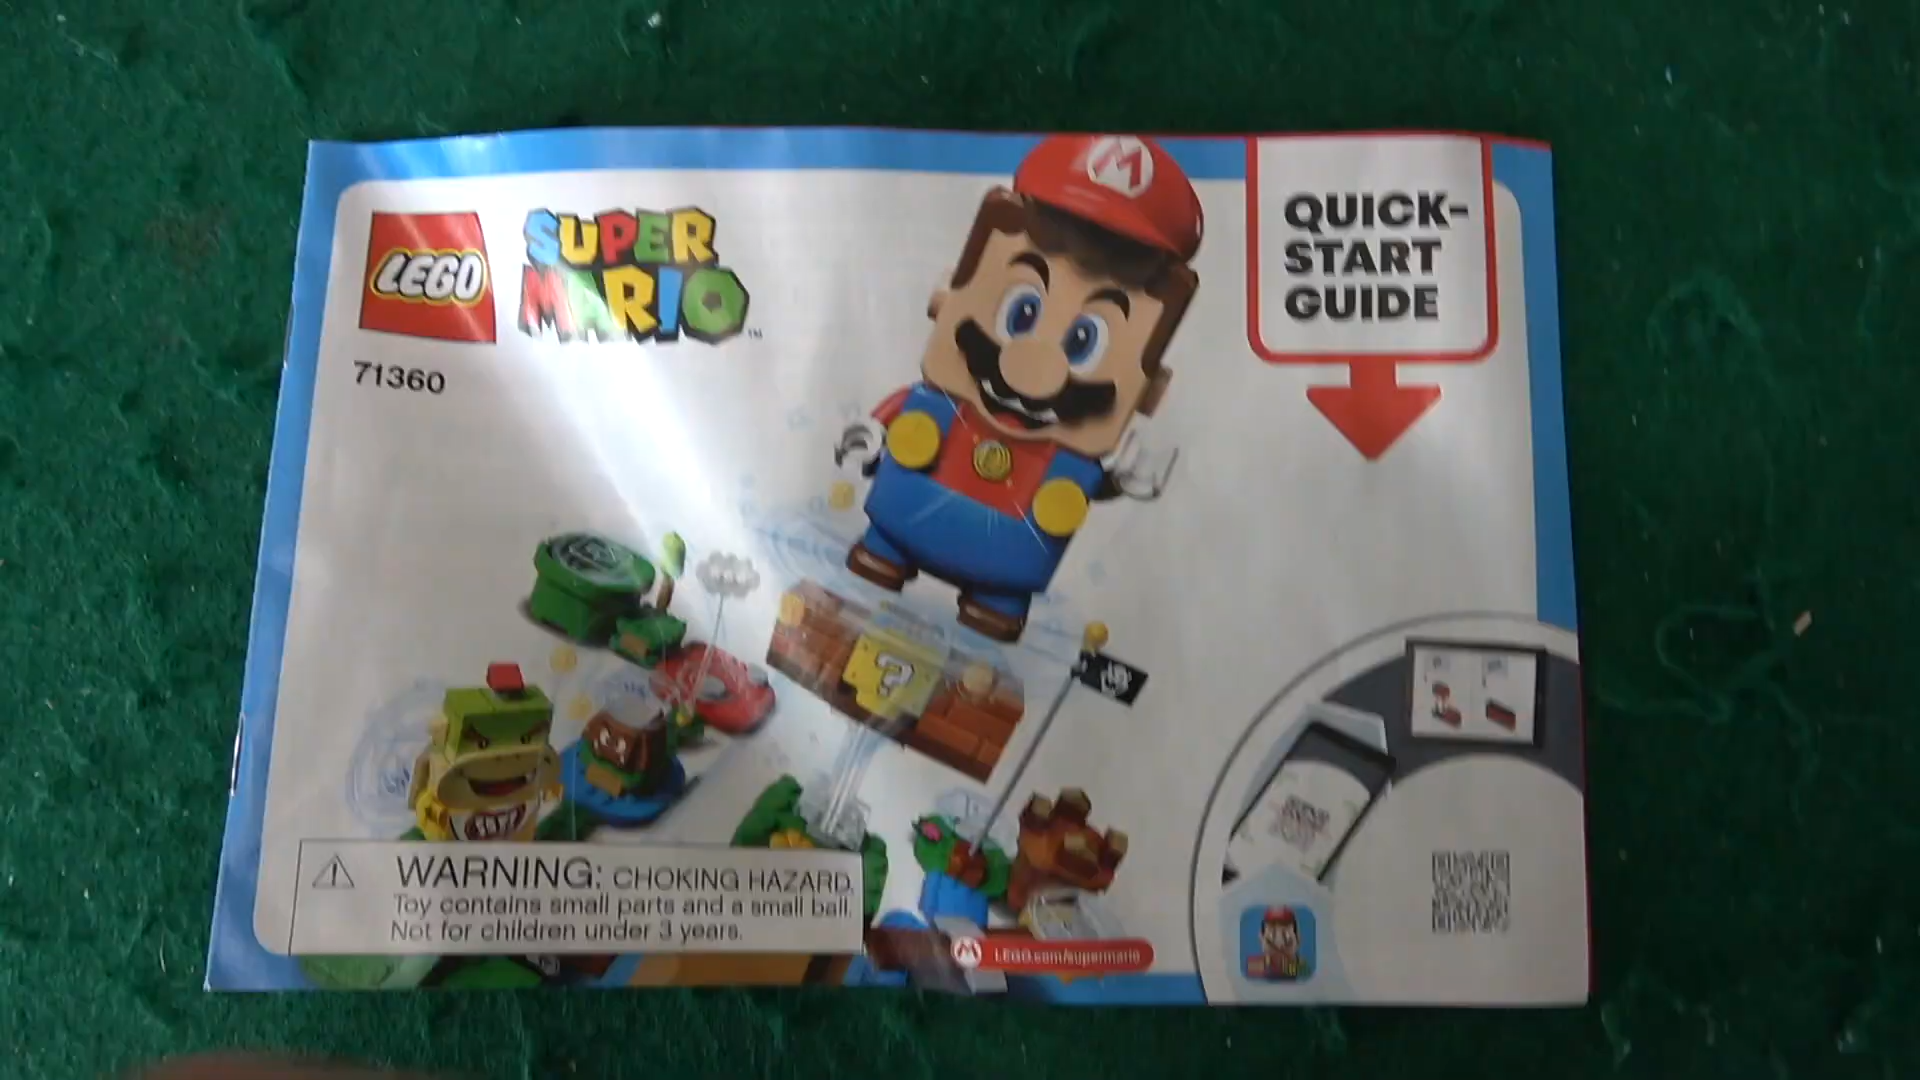 LEGO
SUPER
MARIO™
71360
QUICK-
START
GUIDE
WARNING: CHOKING HAZARD.
Toy contains small parts and a small ball.
Not for children under 3 years.
LEGO.com/supermario